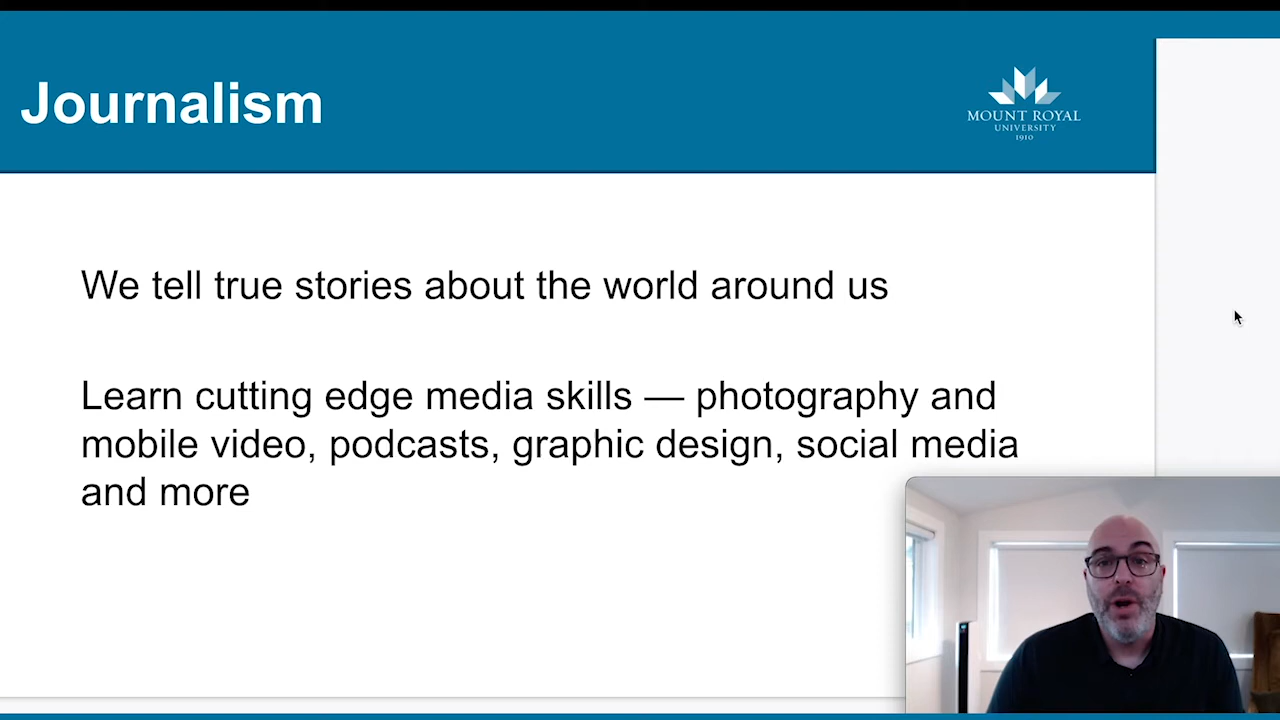 Journalism
MOUNT ROYAL
UNIVERSITY
1910
We tell true stories about the world around us
Learn cutting edge media skills — photography and
mobile video, podcasts, graphic design, social media
and more